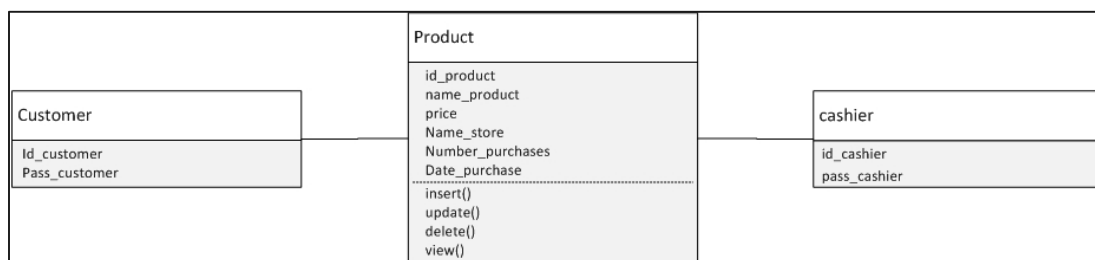 Customer
Id_customer
Pass_customer
Product
id_product
name_product
price
Name_store
Number_purchases
Date_purchase
insert()
update()
delete()
view()
cashier
id_cashier
pass_cashier